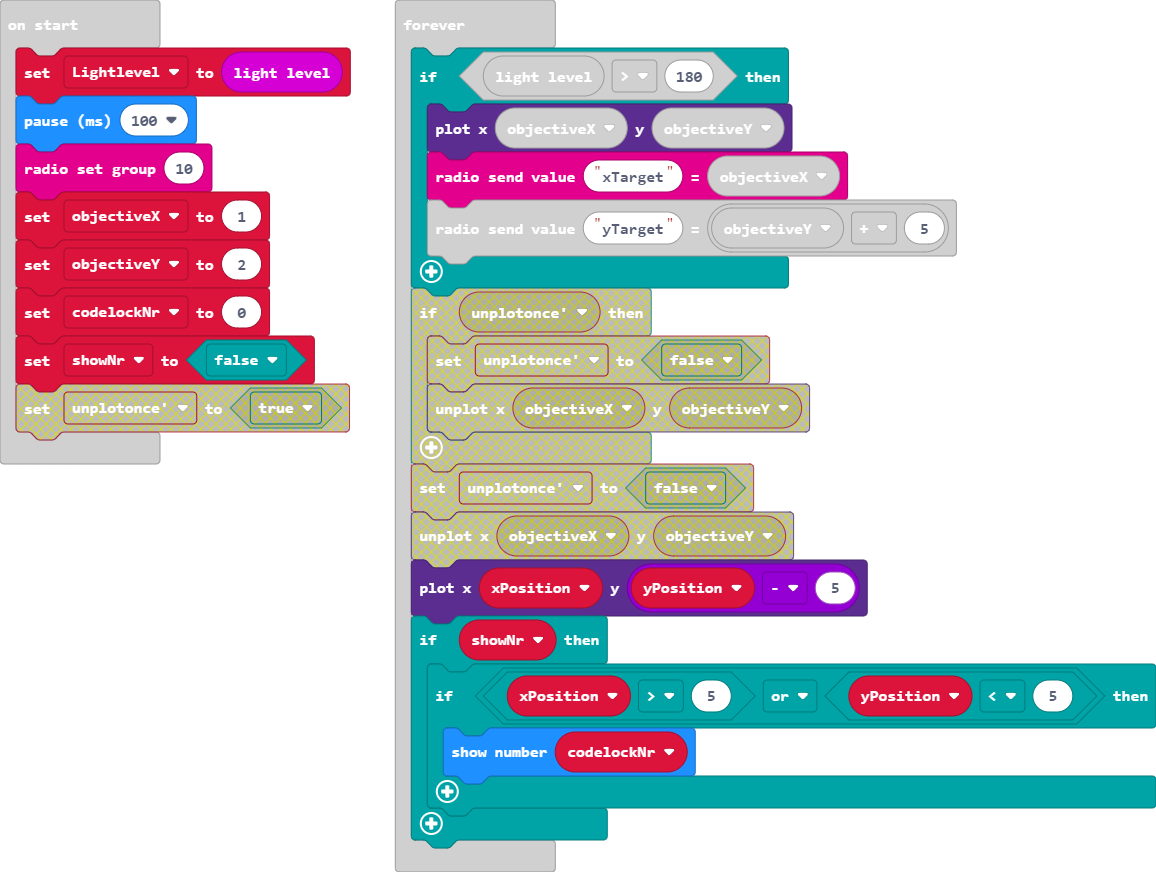 on start
set Lightlevel to light level
pause (ms) 100
radio set group 10
set objectiveX to 1
set objectiveY to 2
set codelockNr to 0
set showNr to false
set unplotonce' to true
forever
if light level > 180 then
plot x objectiveX y objectiveY
radio send value "xTarget" = objectiveX
radio send value "yTarget" = objectiveY + 5
if unplotonce' then
set unplotonce' to false
unplot x objectiveX y objectiveY
set unplotonce' to false
unplot x objectiveX y objectiveY
plot x xPosition y yPosition - 5
if showNr then
if xPosition > 5 or yPosition < 5 then
show number codelockNr